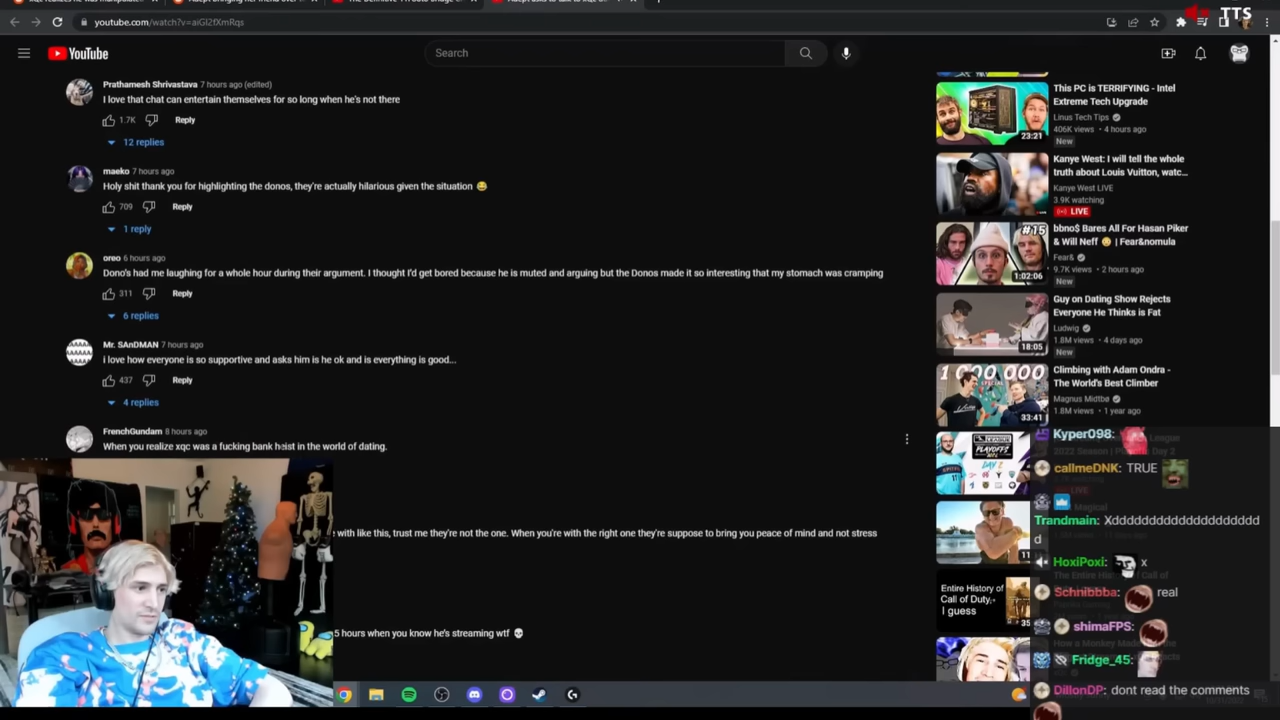 TTS
youtube.com/watch?v=aiGl2fXmRqs
YouTube
Search
Prathamesh Shrivastava 7 hours ago (edited)
I love that chat can entertain themselves for so long when he's not there
1.7K Reply
12 replies
maeko 7 hours ago
Holy shit thank you for highlighting the donos, they're actually hilarious given the situation 😂
709 Reply
1 reply
oreo 6 hours ago
Dono's had me laughing for a whole hour during their argument. I thought I'd get bored because he is muted and arguing but the Donos made it so interesting that my stomach was cramping
311 Reply
6 replies
Mr. SAnDMAN 7 hours ago
i love how everyone is so supportive and asks him is he ok and is everything is good...
437 Reply
4 replies
FrenchGundam 8 hours ago
When you realize xqc was a fucking bank heist in the world of dating.
with like this, trust me they're not the one. When you're with the right one they're suppose to bring you peace of mind and not stress
5 hours when you know he's streaming wtf 💀
This PC is TERRIFYING - Intel
Extreme Tech Upgrade
Linus Tech Tips
406K views • 4 hours ago
New
23:21
Kanye West: I will tell the whole
truth about Louis Vuitton, watc...
Kanye West LIVE
3.9K watching
LIVE
#15
bbno$ Bares All For Hasan Piker
& Will Neff 😳 | Fear&nomula
Fear&
9.7K views • 2 hours ago
New
1:02:06
Guy on Dating Show Rejects
Everyone He Thinks is Fat
Ludwig
1.8M views • 4 days ago
New
18:05
1 000 000
SPECIAL
Climbing with Adam Ondra -
The World's Best Climber
Magnus Midtbø
1.8M views • 1 year ago
33:41
PLAYOFFS
DAY 2
Entire History of
Call of Duty,
I guess
35
Kyper098:
callmeDNK: TRUE
Trandmain: Xddddddddddddddddddd
d
HoxiPoxi: x
Schnibbba: real
shimaFPS:
Fridge_45:
DillonDP: dont read the comments